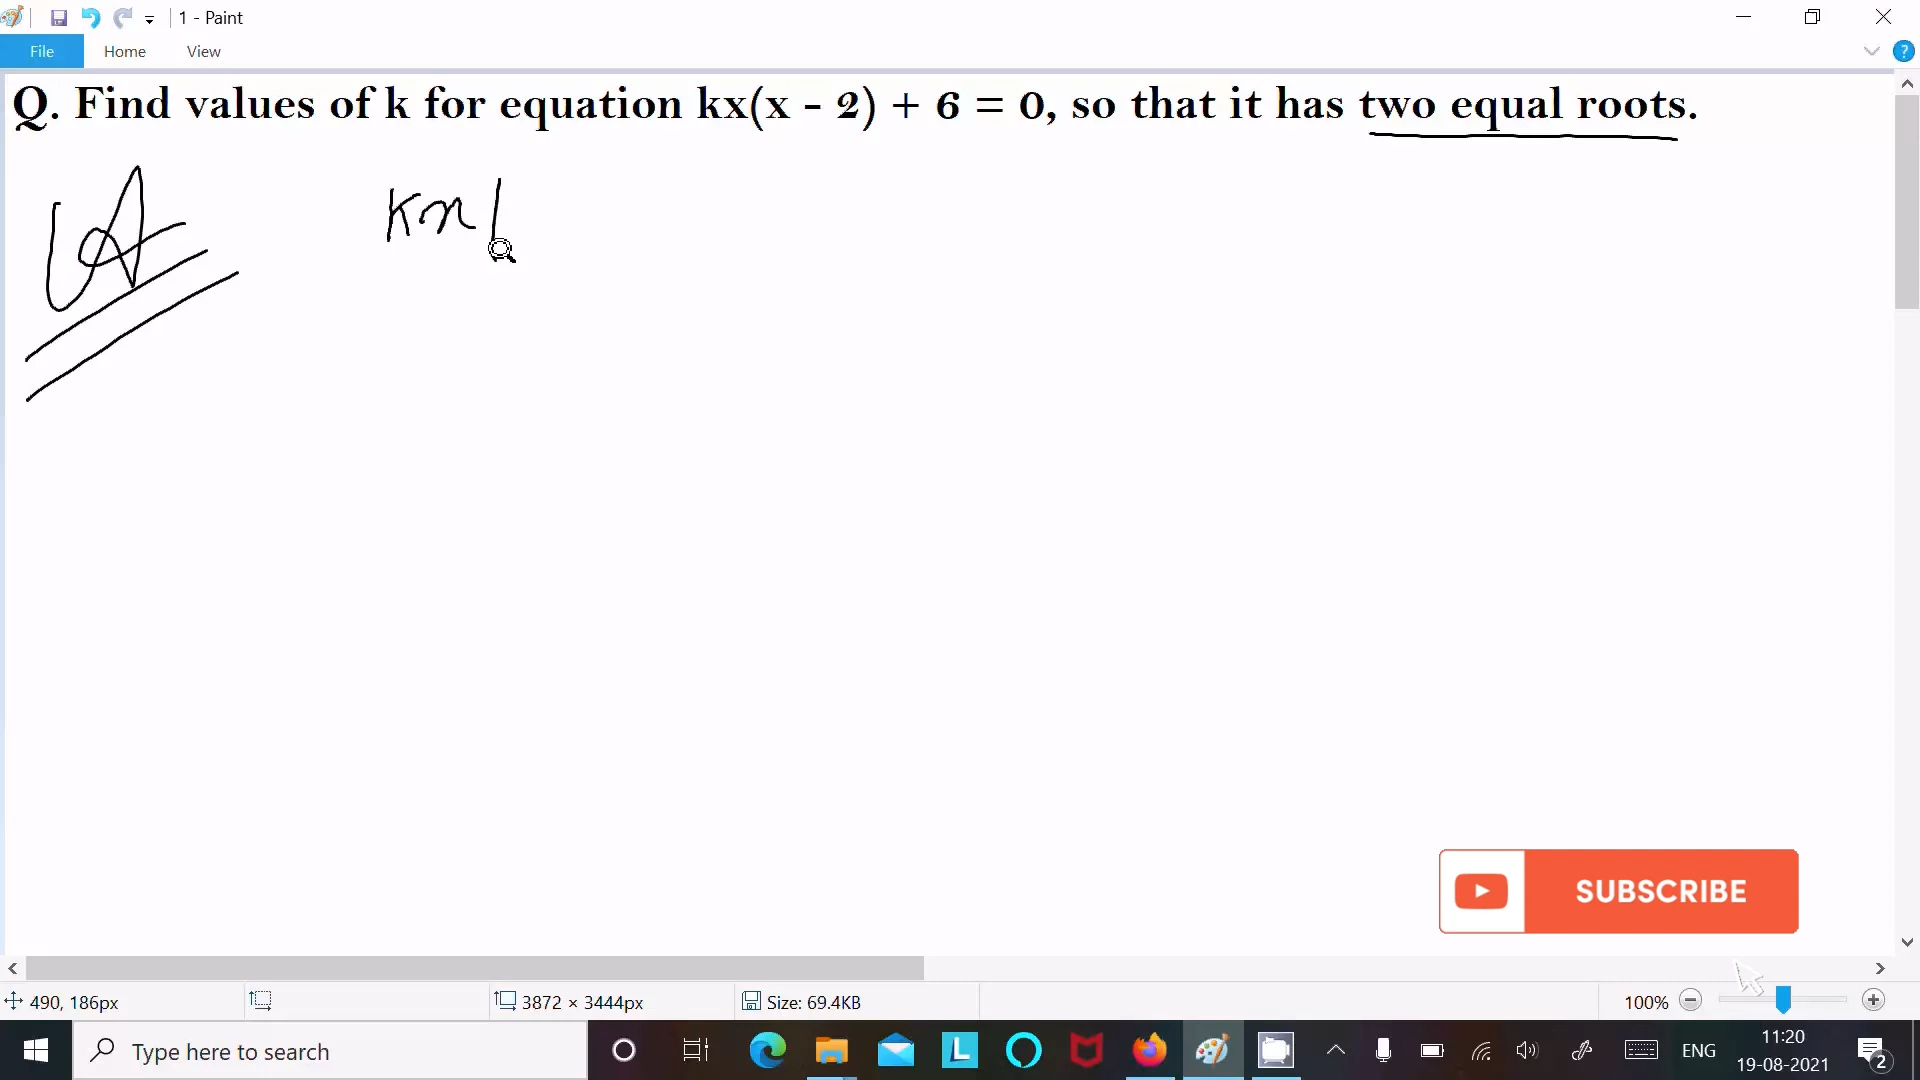 1 - Paint
File Home View
Q. Find values of k for equation kx(x - 2) + 6 = 0, so that it has two equal roots.
kx(
SUBSCRIBE
490, 186px 3872 × 3444px Size: 69.4KB 100%
Type here to search
ENG
11:20
19-08-2021
2